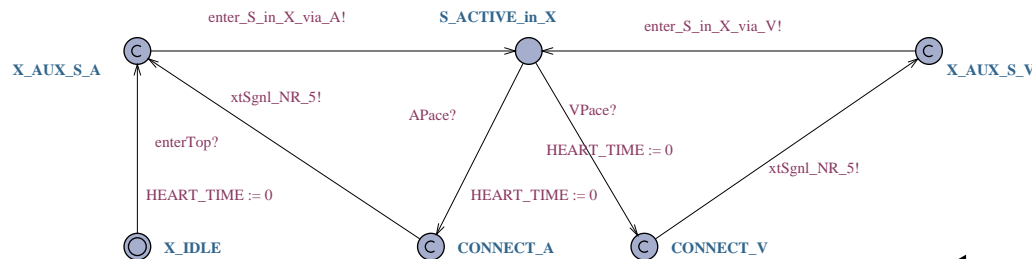 enter_S_in_X_via_A!
S_ACTIVE_in_X
enter_S_in_X_via_V!
C
C
X_AUX_S_A
X_AUX_S_V
xtSgnl_NR_5!
APace?
VPace?
enterTop?
HEART_TIME := 0
xtSgnl_NR_5!
HEART_TIME := 0
HEART_TIME := 0
X_IDLE
C
CONNECT_A
C
CONNECT_V